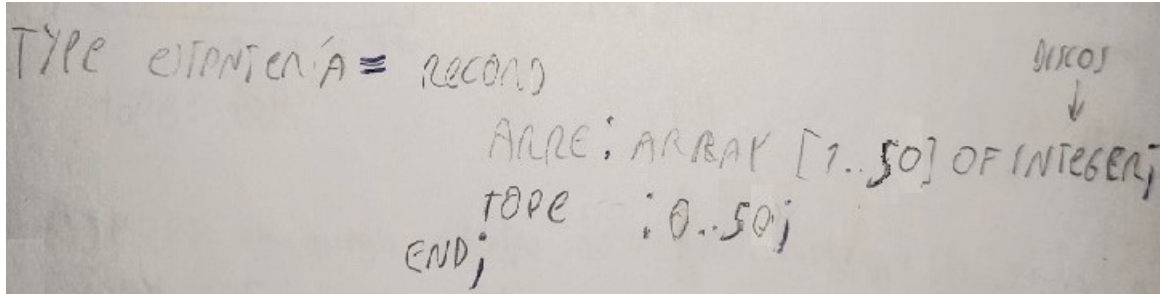 DISCOS
TYPE estantería = RECORD
ARRE : ARRAY [1..50] OF INTEGER;
TOPE : 0..50;
END;